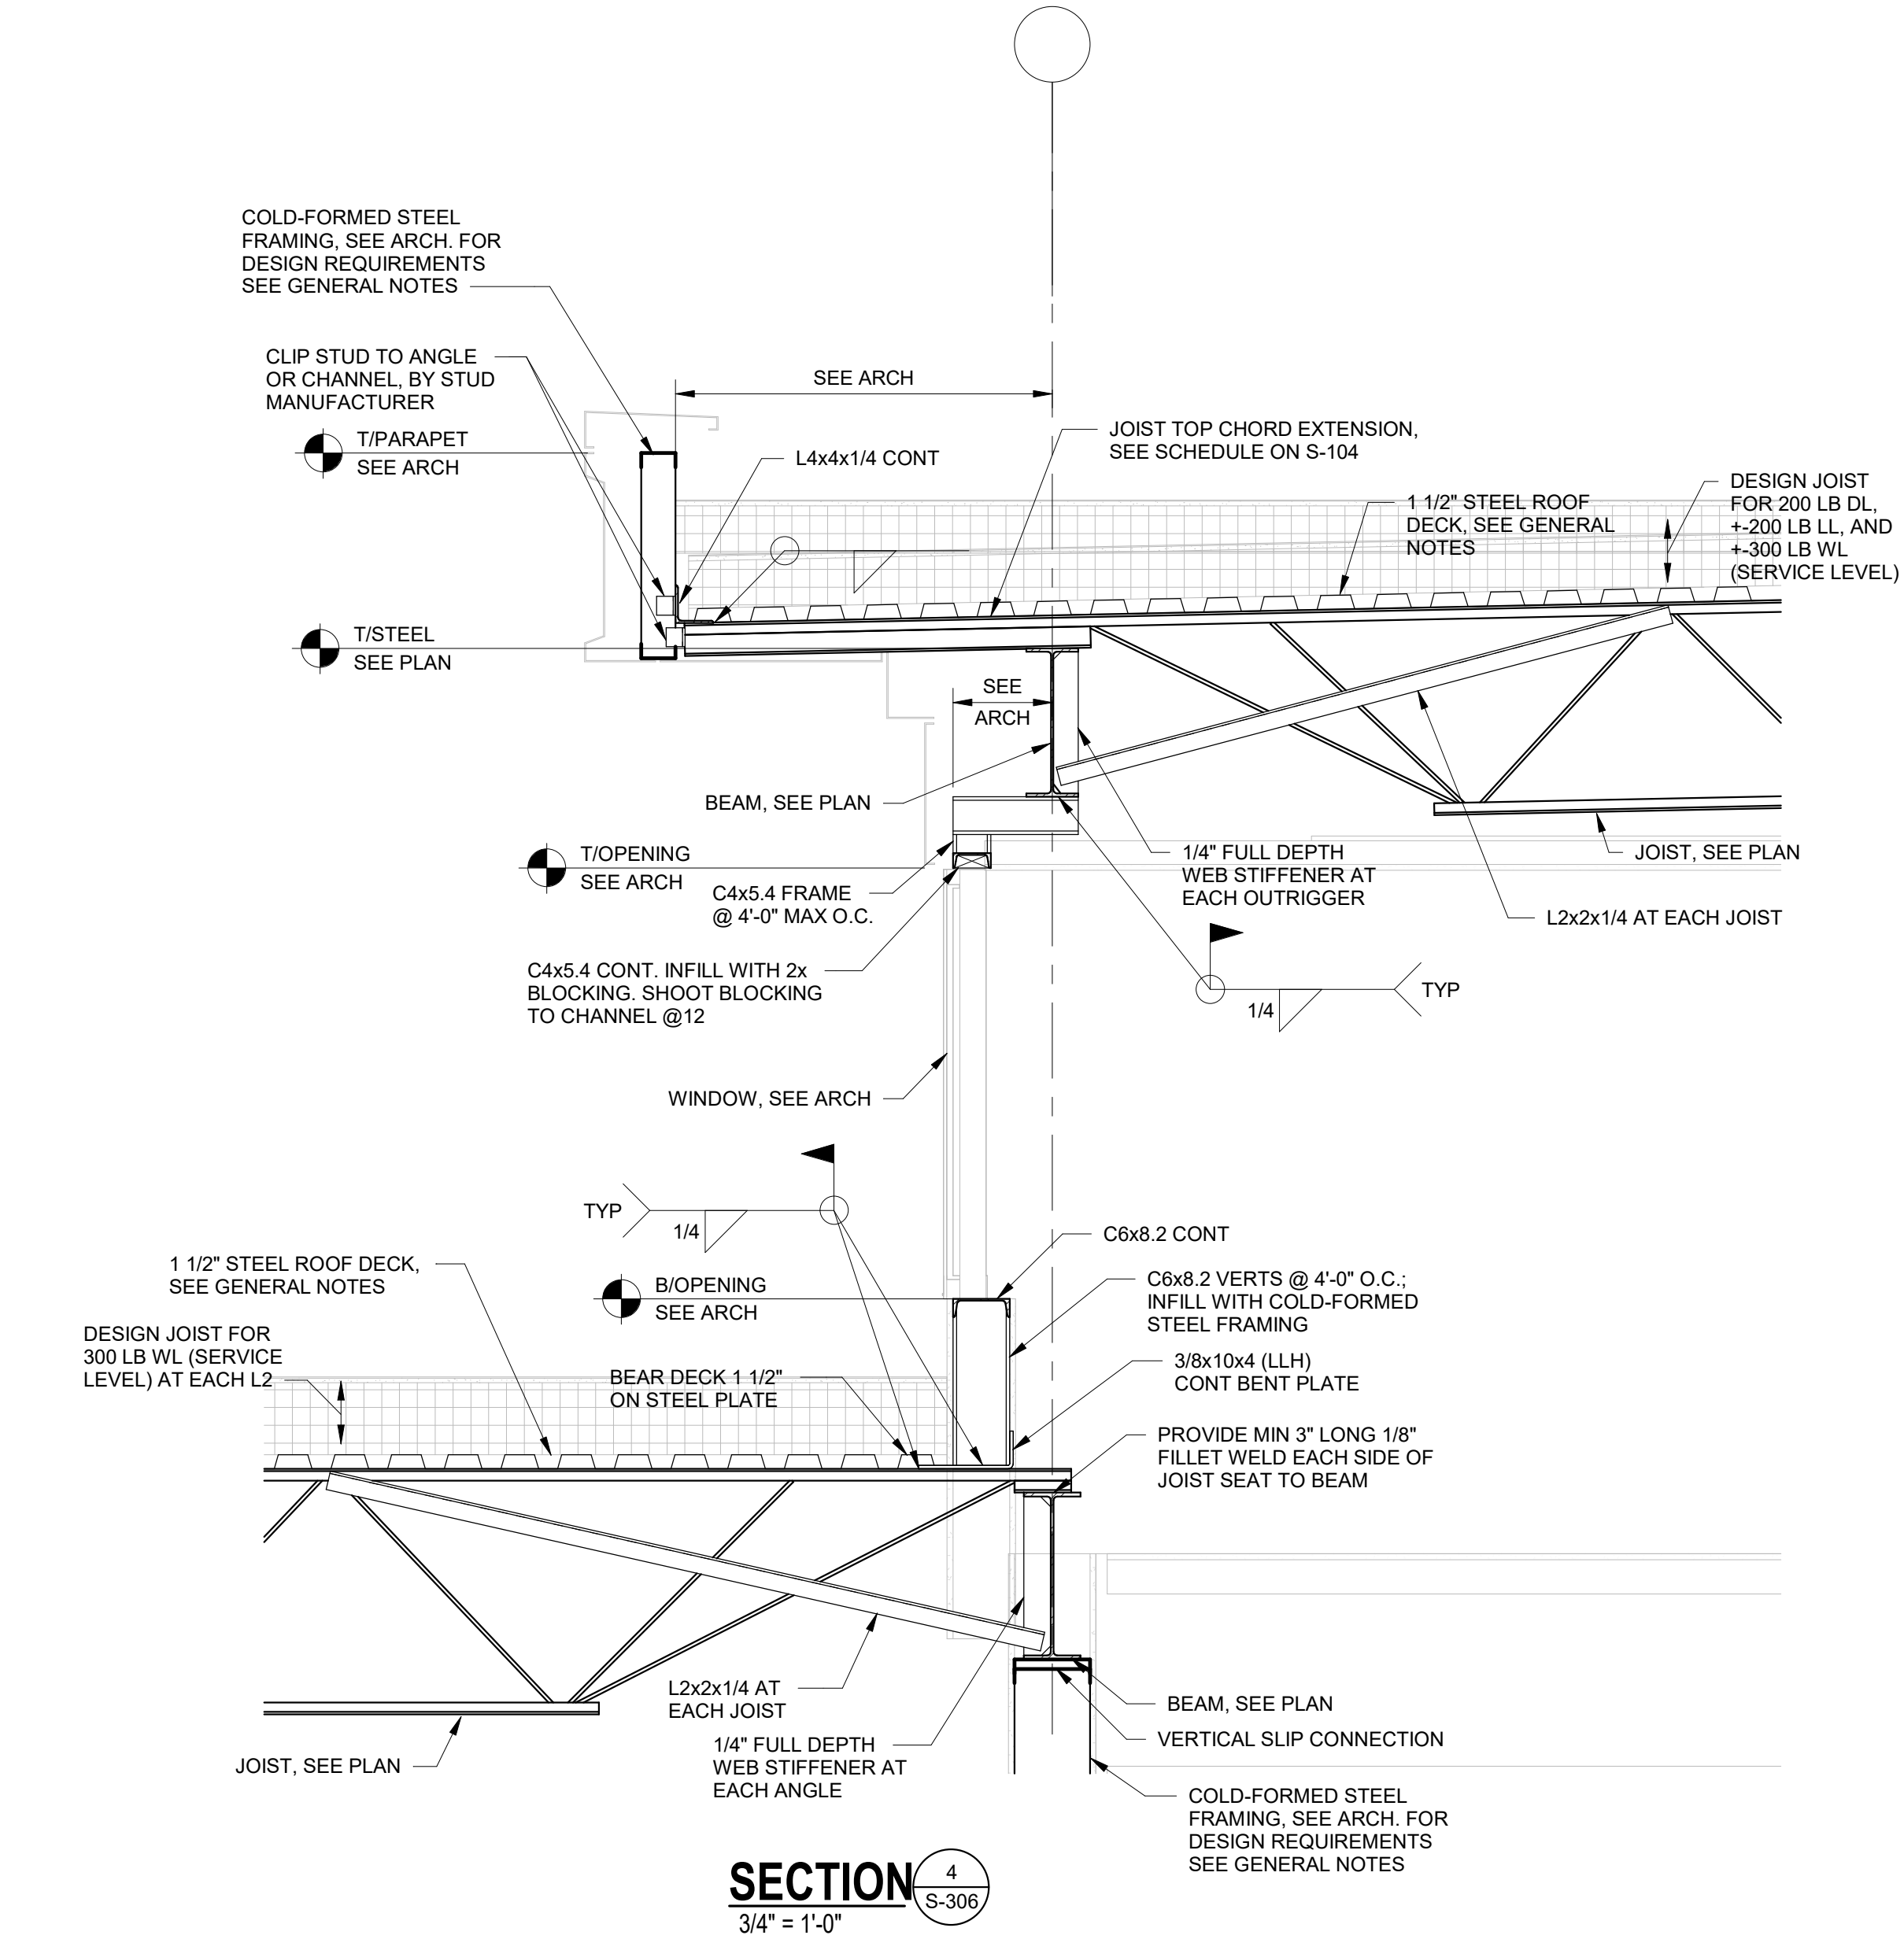 COLD-FORMED STEEL
FRAMING, SEE ARCH. FOR
DESIGN REQUIREMENTS
SEE GENERAL NOTES
CLIP STUD TO ANGLE
OR CHANNEL, BY STUD
MANUFACTURER
T/PARAPET
SEE ARCH
SEE ARCH
L4x4x1/4 CONT
JOIST TOP CHORD EXTENSION,
SEE SCHEDULE ON S-104
1 1/2" STEEL ROOF
DECK, SEE GENERAL
NOTES
DESIGN JOIST
FOR 200 LB DL,
+-200 LB LL, AND
+-300 LB WL
(SERVICE LEVEL)
T/STEEL
SEE PLAN
SEE
ARCH
BEAM, SEE PLAN
T/OPENING
SEE ARCH
C4x5.4 FRAME
@ 4'-0" MAX O.C.
1/4" FULL DEPTH
WEB STIFFENER AT
EACH OUTRIGGER
JOIST, SEE PLAN
L2x2x1/4 AT EACH JOIST
C4x5.4 CONT. INFILL WITH 2x
BLOCKING. SHOOT BLOCKING
TO CHANNEL @12
1/4
TYP
WINDOW, SEE ARCH
TYP
1/4
1 1/2" STEEL ROOF DECK,
SEE GENERAL NOTES
B/OPENING
SEE ARCH
C6x8.2 CONT
C6x8.2 VERTS @ 4'-0" O.C.;
INFILL WITH COLD-FORMED
STEEL FRAMING
DESIGN JOIST FOR
300 LB WL (SERVICE
LEVEL) AT EACH L2
BEAR DECK 1 1/2"
ON STEEL PLATE
3/8x10x4 (LLH)
CONT BENT PLATE
PROVIDE MIN 3" LONG 1/8"
FILLET WELD EACH SIDE OF
JOIST SEAT TO BEAM
L2x2x1/4 AT
EACH JOIST
JOIST, SEE PLAN
1/4" FULL DEPTH
WEB STIFFENER AT
EACH ANGLE
BEAM, SEE PLAN
VERTICAL SLIP CONNECTION
COLD-FORMED STEEL
FRAMING, SEE ARCH. FOR
DESIGN REQUIREMENTS
SEE GENERAL NOTES
SECTION
4
S-306
3/4" = 1'-0"